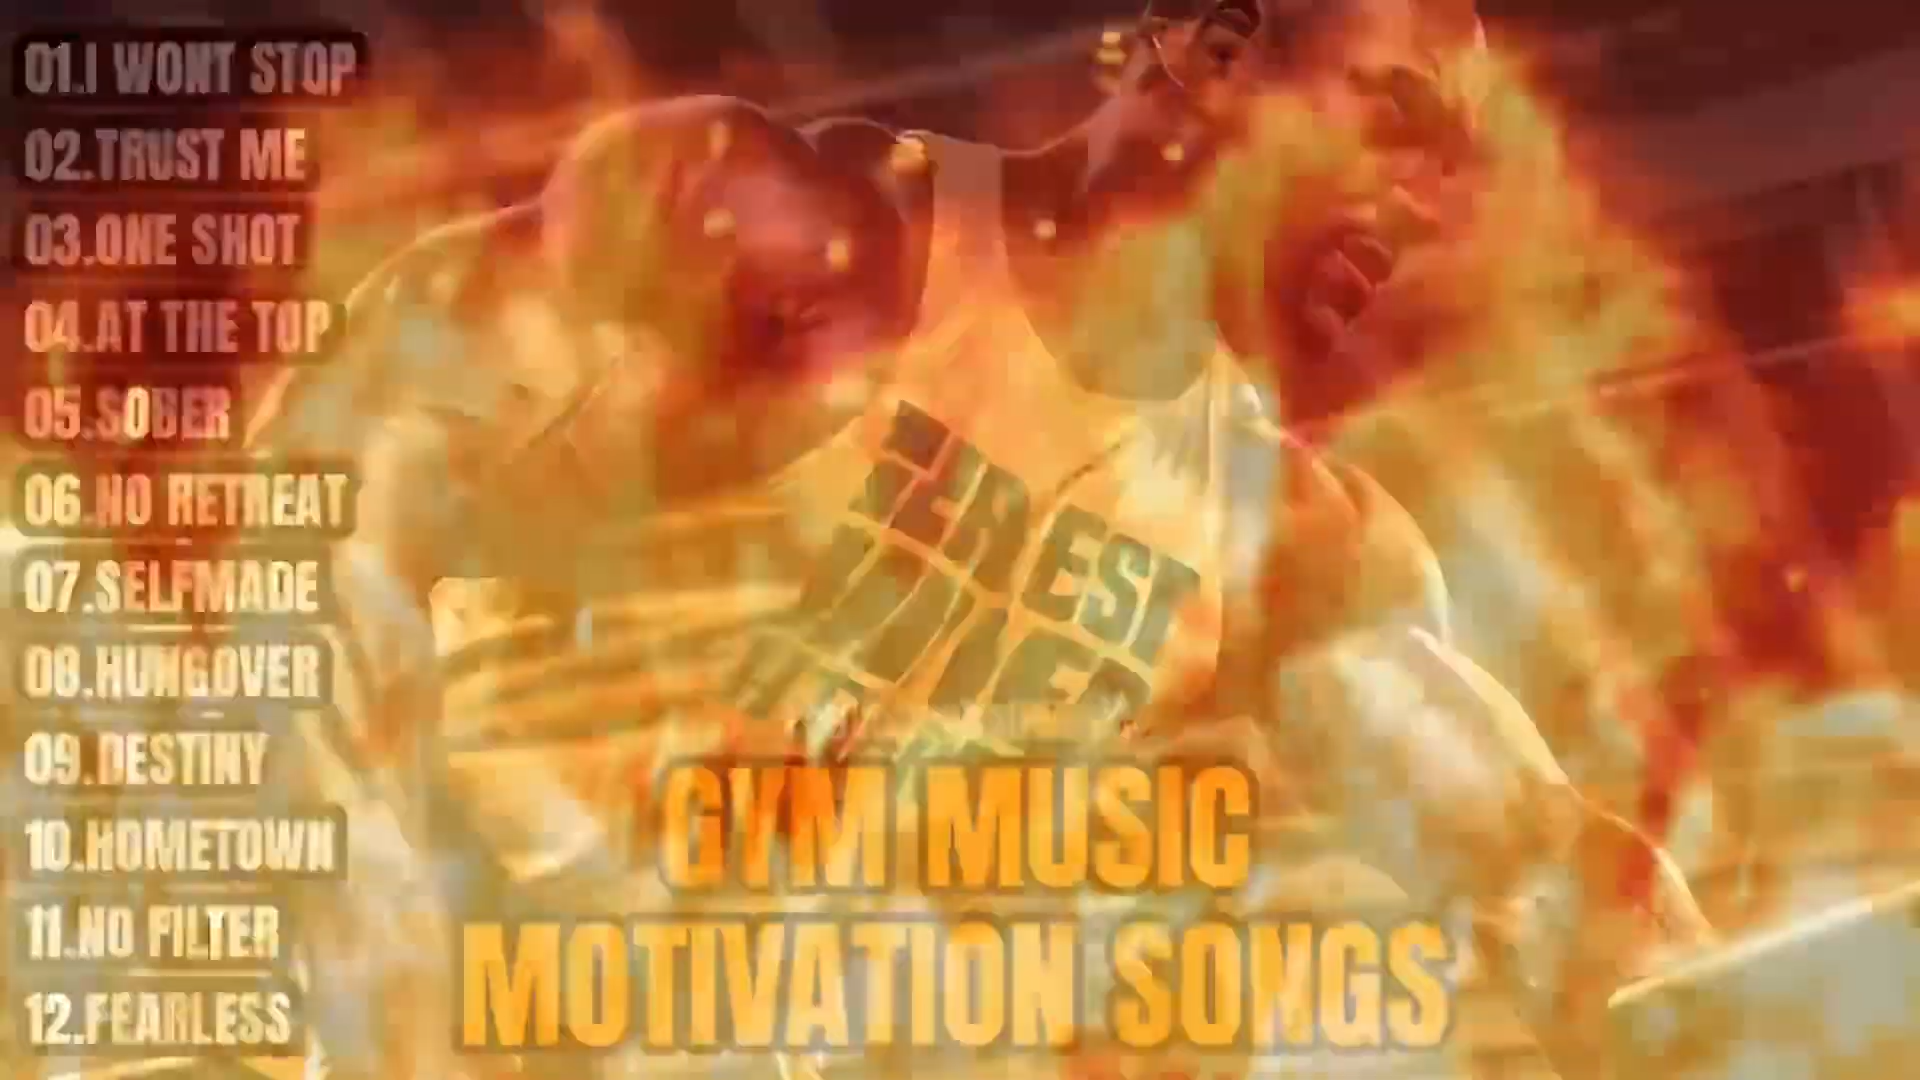 01.I WONT STOP
02.TRUST ME
03.ONE SHOT
04.AT THE TOP
05.SOBER
06.NO RETREAT
07.SELFMADE
08.HUNGOVER
09.DESTINY
10.HOMETOWN
11.NO FILTER
12.FEARLESS
GYM MUSIC
MOTIVATION SONGS